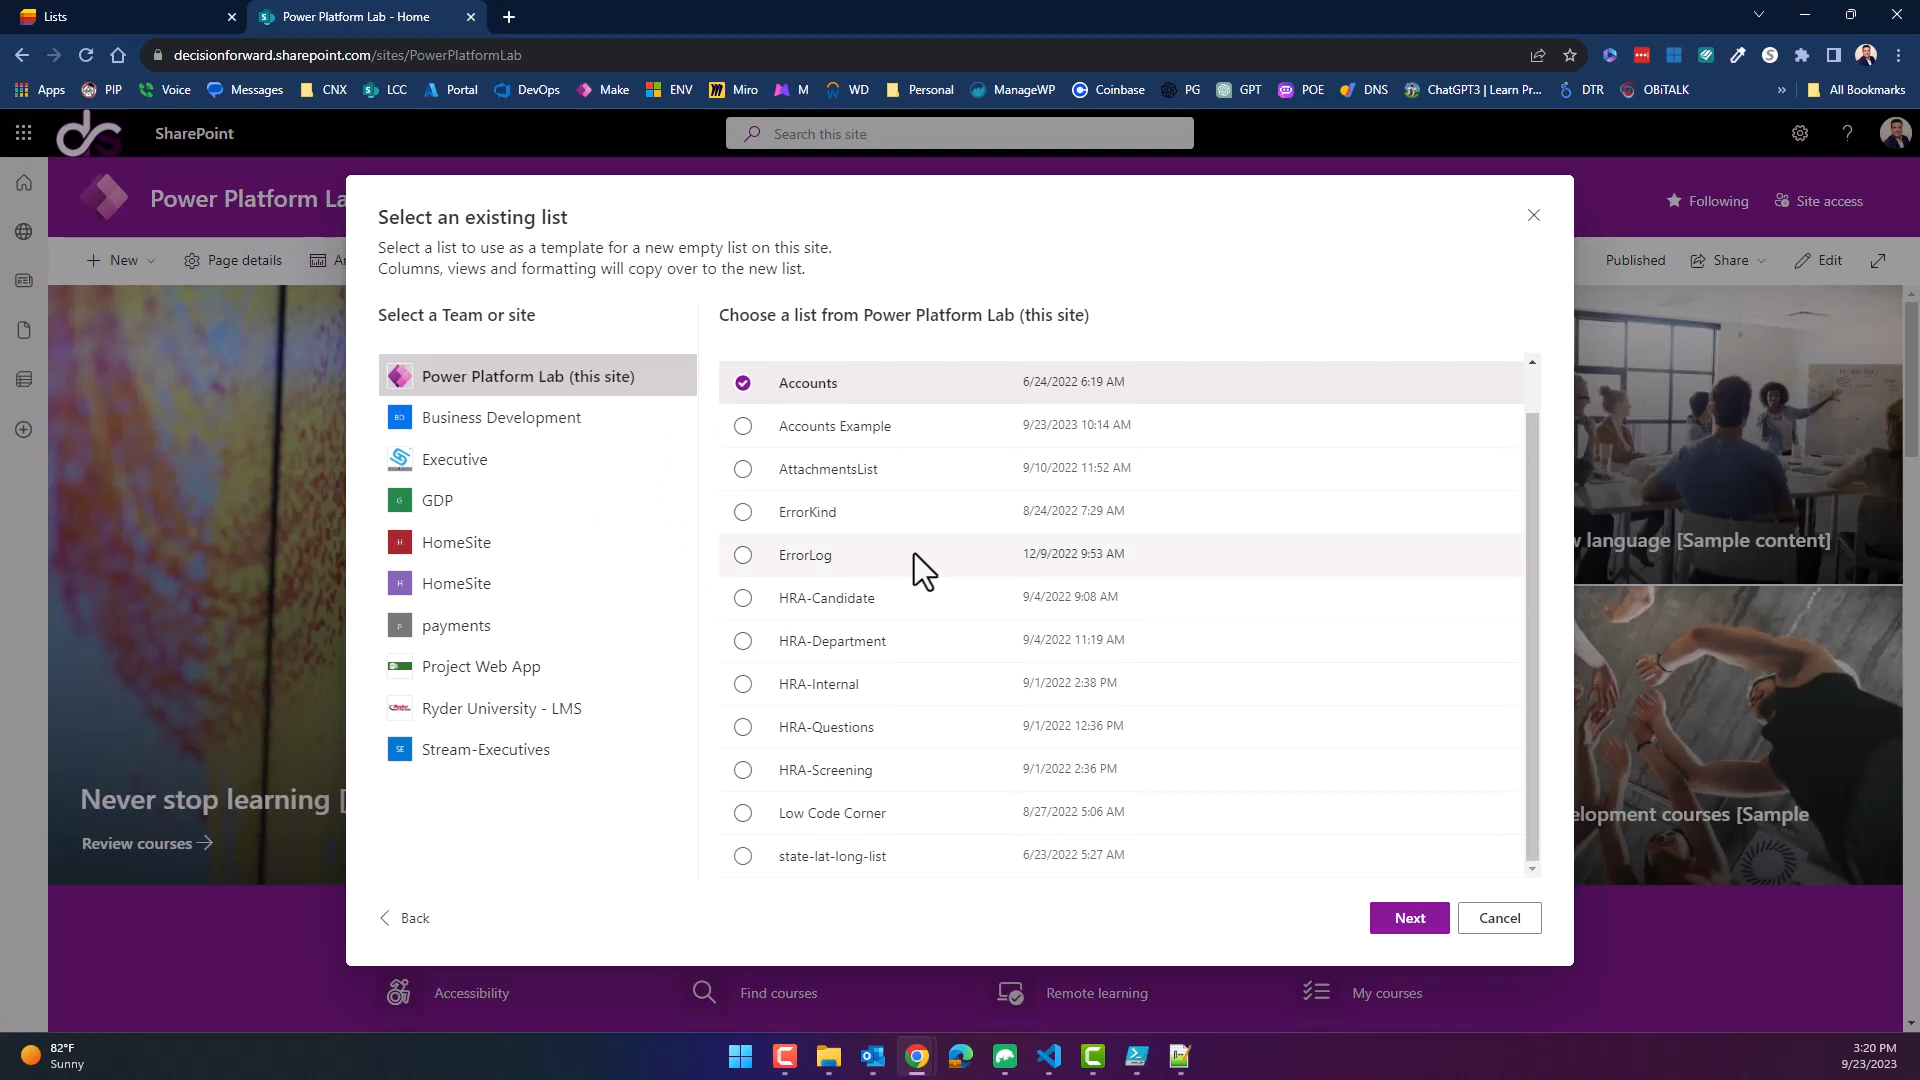 Lists
Power Platform Lab - Home
decisionforward.sharepoint.com/sites/PowerPlatformLab
Apps
PIP
Voice
Messages
CNX
LCC
Portal
DevOps
Make
ENV
Miro
M
WD
Personal
ManageWP
Coinbase
PG
GPT
POE
DNS
ChatGPT3 | Learn Pr...
DTR
OBiTALK
»
All Bookmarks
SharePoint
Search this site
Power Platform La
Following
Site access
New
Page details
Published
Share
Edit
Select an existing list
Select a list to use as a template for a new empty list on this site.
Columns, views and formatting will copy over to the new list.
Select a Team or site
Power Platform Lab (this site)
BD Business Development
Executive
G GDP
H HomeSite
H HomeSite
P payments
Project Web App
Ryder University - LMS
SE Stream-Executives
Choose a list from Power Platform Lab (this site)
Accounts 6/24/2022 6:19 AM
Accounts Example 9/23/2023 10:14 AM
AttachmentsList 9/10/2022 11:52 AM
ErrorKind 8/24/2022 7:29 AM
ErrorLog 12/9/2022 9:53 AM
HRA-Candidate 9/4/2022 9:08 AM
HRA-Department 9/4/2022 11:19 AM
HRA-Internal 9/1/2022 2:38 PM
HRA-Questions 9/1/2022 12:36 PM
HRA-Screening 9/1/2022 2:36 PM
Low Code Corner 8/27/2022 5:06 AM
state-lat-long-list 6/23/2022 5:27 AM
Back
Next
Cancel
Never stop learning [
Review courses
w language [Sample content]
elopment courses [Sample
Accessibility
Find courses
Remote learning
My courses
82°F
Sunny
3:20 PM
9/23/2023